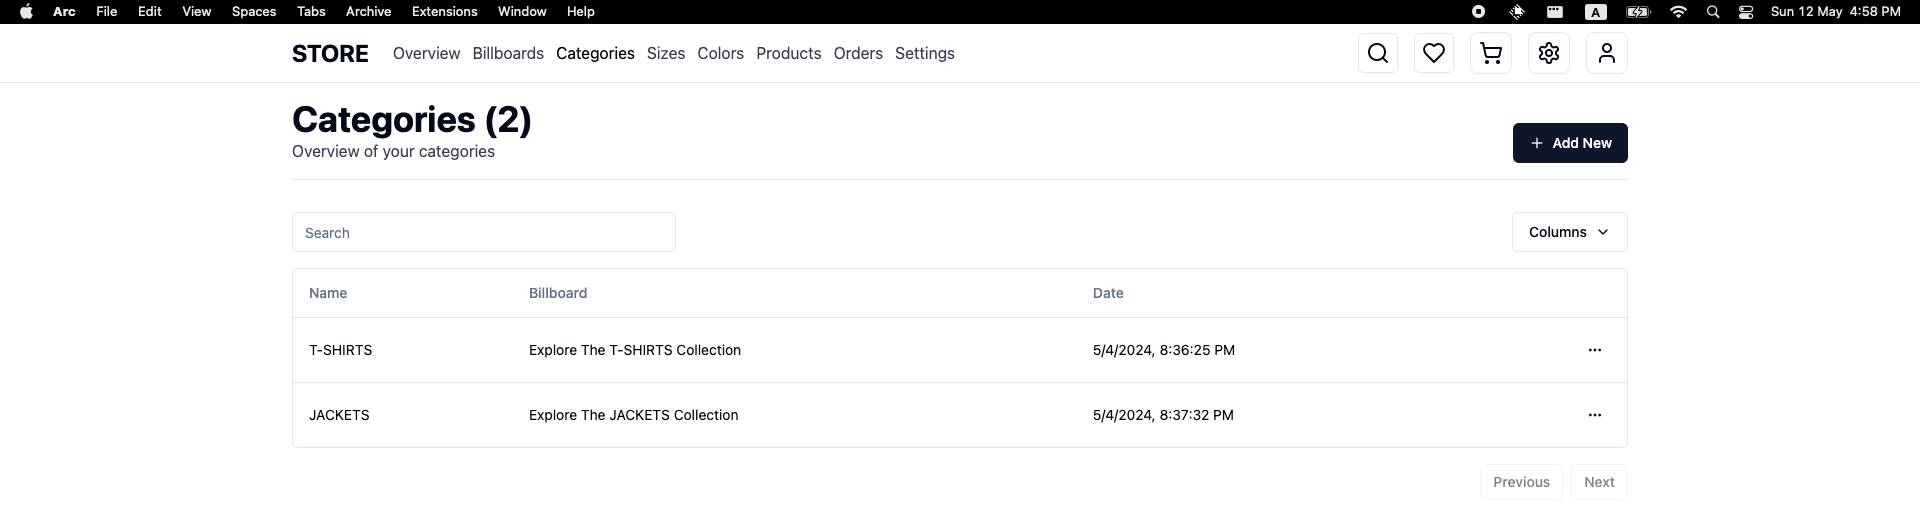 Arc File Edit View Spaces Tabs Archive Extensions Window Help A Sun 12 May 4:58 PM
STORE Overview Billboards Categories Sizes Colors Products Orders Settings
Categories (2)
Overview of your categories
+ Add New
Search
Columns
Name Billboard Date
T-SHIRTS Explore The T-SHIRTS Collection 5/4/2024, 8:36:25 PM ...
JACKETS Explore The JACKETS Collection 5/4/2024, 8:37:32 PM ...
Previous Next